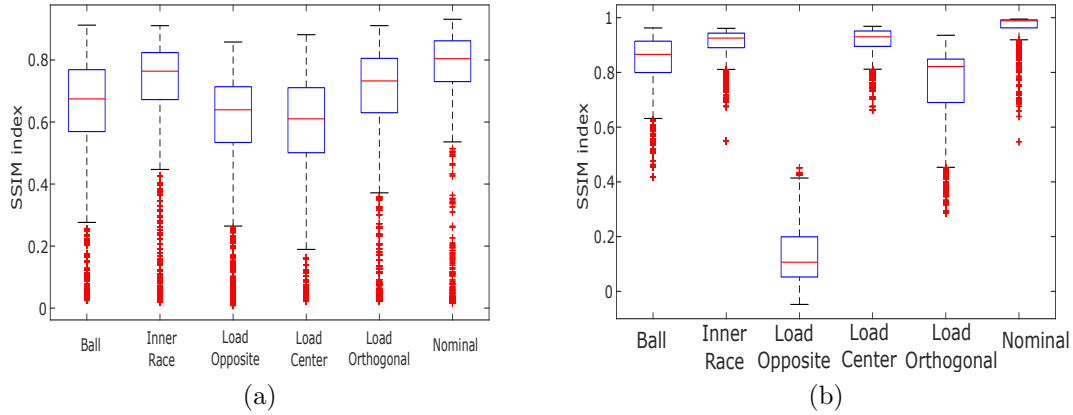 SSIM index
0.8
0.6
0.4
0.2
0
Ball
Inner
Race
Load
Opposite
Load
Center
Load
Orthogonal
Nominal
(a)
SSIM index
1
0.8
0.6
0.4
0.2
0
Ball
Inner
Race
Load
Opposite
Load
Center
Load
Orthogonal
Nominal
(b)